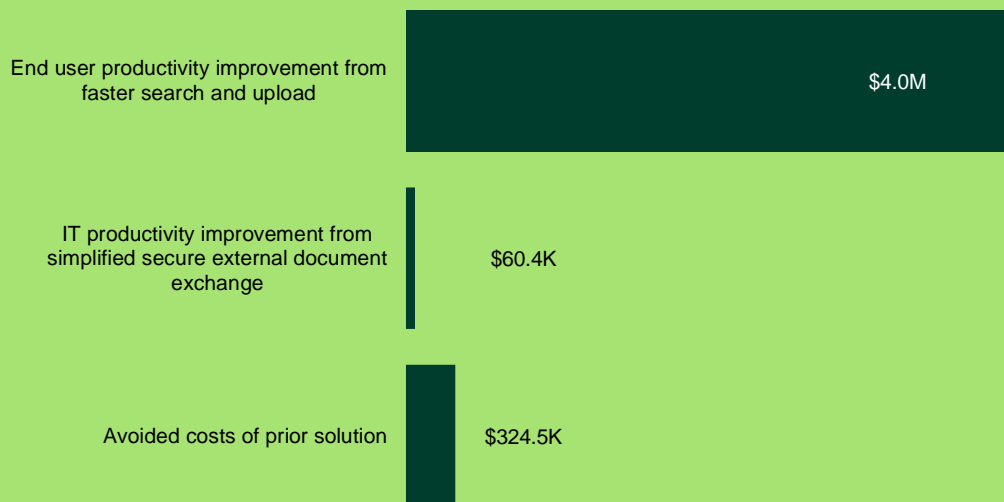 End user productivity improvement from
faster search and upload
$4.0M
IT productivity improvement from
simplified secure external document
exchange
$60.4K
Avoided costs of prior solution
$324.5K